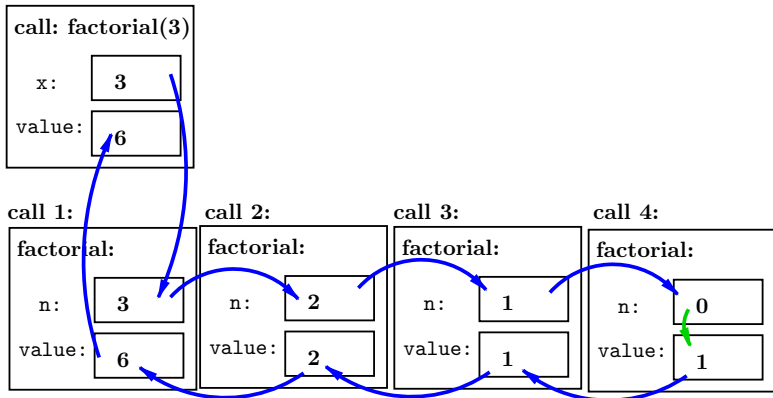 call: factorial(3)
x: 3
value: 6
call 1: call 2: call 3: call 4:
factorial: factorial: factorial: factorial:
n: 3 n: 2 n: 1 n: 0
value: 6 value: 2 value: 1 value: 1